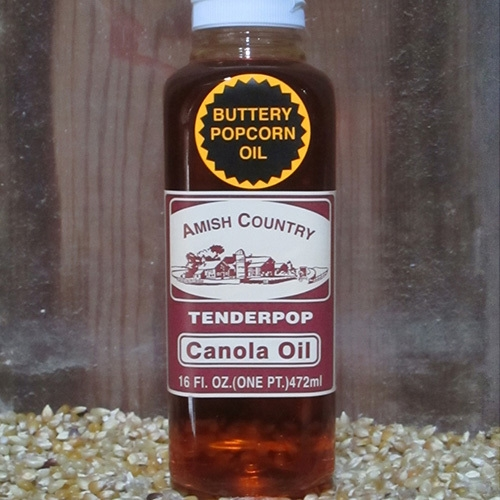 BUTTERY
POPCORN
OIL
AMISH COUNTRY
TENDERPOP
Canola Oil
16 Fl. OZ.(ONE PT.)472ml